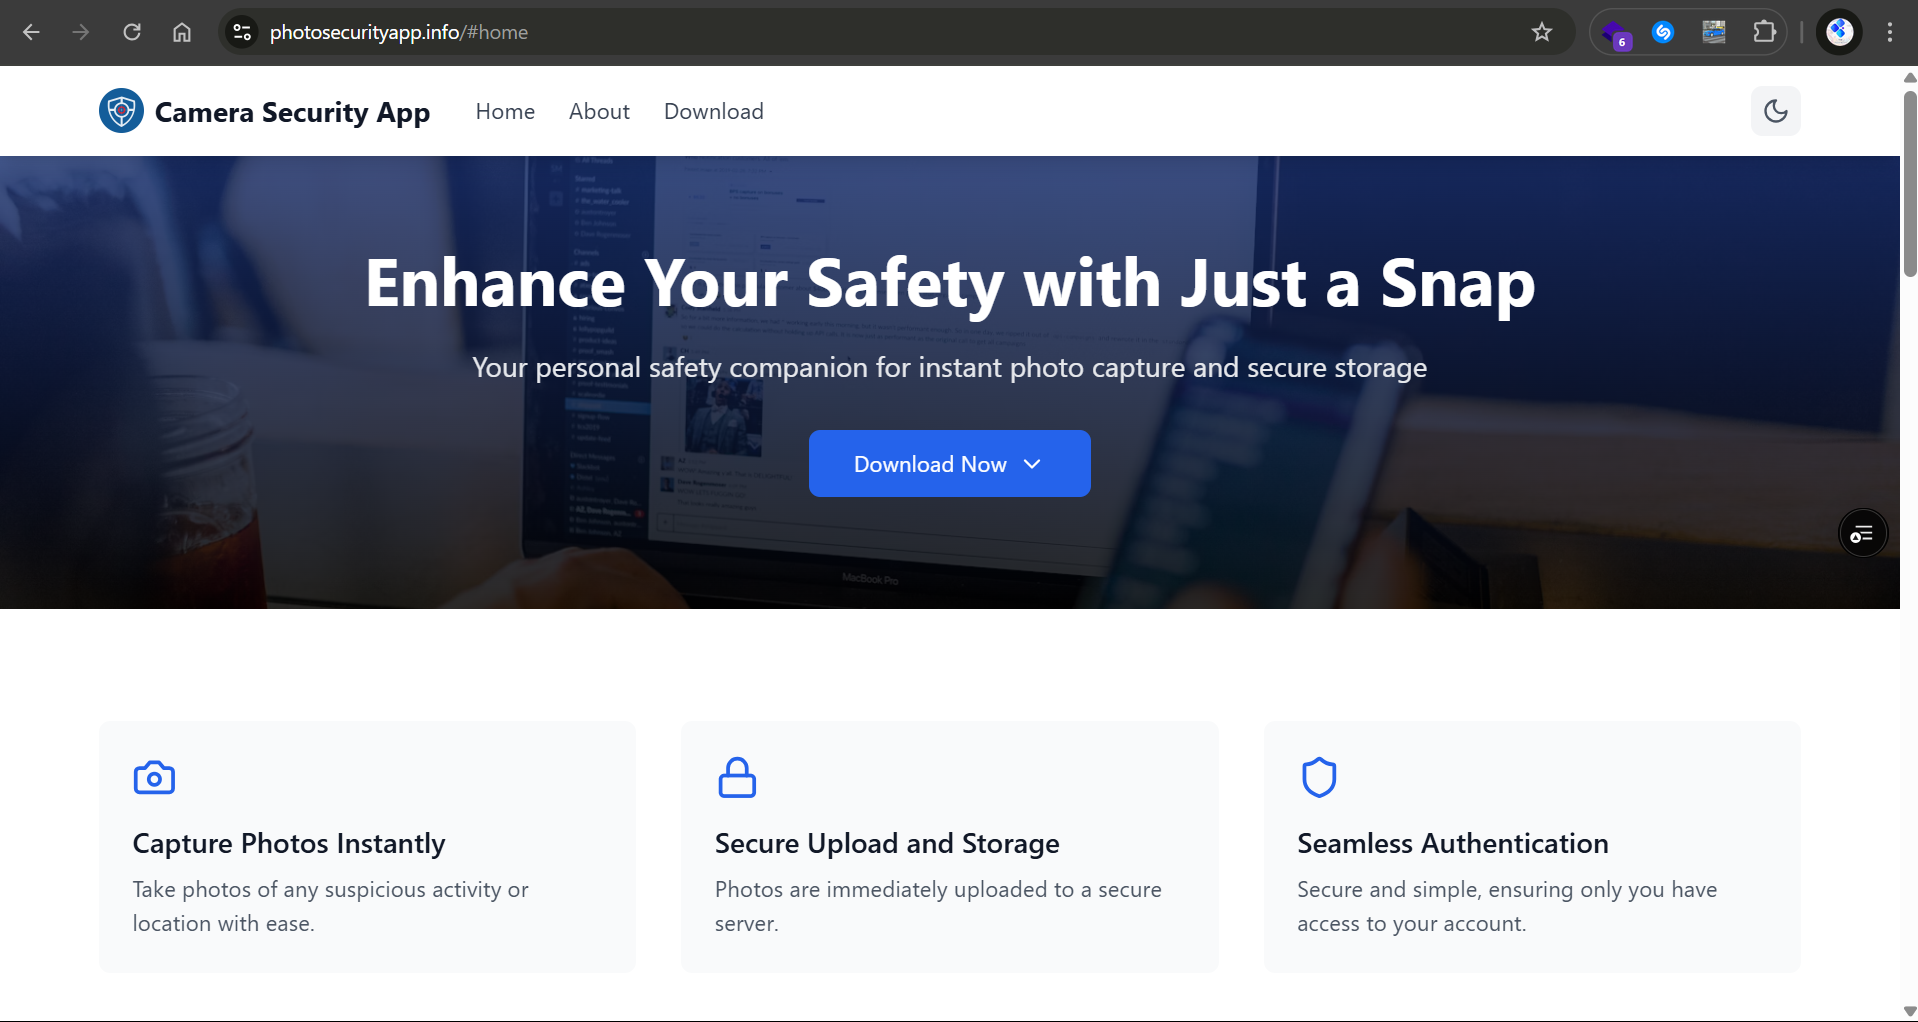 photosecurityapp.info/#home
6
Camera Security App
Home
About
Download
Enhance Your Safety with Just a Snap
Your personal safety companion for instant photo capture and secure storage
Download Now
MacBook Pro
Capture Photos Instantly
Take photos of any suspicious activity or
location with ease.
Secure Upload and Storage
Photos are immediately uploaded to a secure
server.
Seamless Authentication
Secure and simple, ensuring only you have
access to your account.